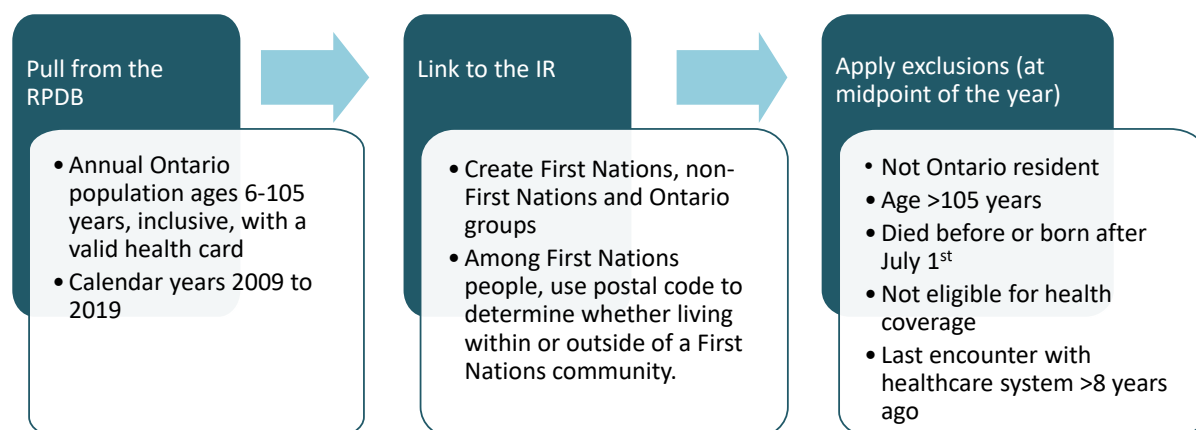 Pull from the
RPDB
• Annual Ontario
population ages 6-105
years, inclusive, with a
valid health card
• Calendar years 2009 to
2019
Link to the IR
• Create First Nations, non-
First Nations and Ontario
groups
• Among First Nations
people, use postal code to
determine whether living
within or outside of a First
Nations community.
Apply exclusions (at
midpoint of the year)
• Not Ontario resident
• Age >105 years
• Died before or born after
July 1st
• Not eligible for health
coverage
• Last encounter with
healthcare system >8 years
ago